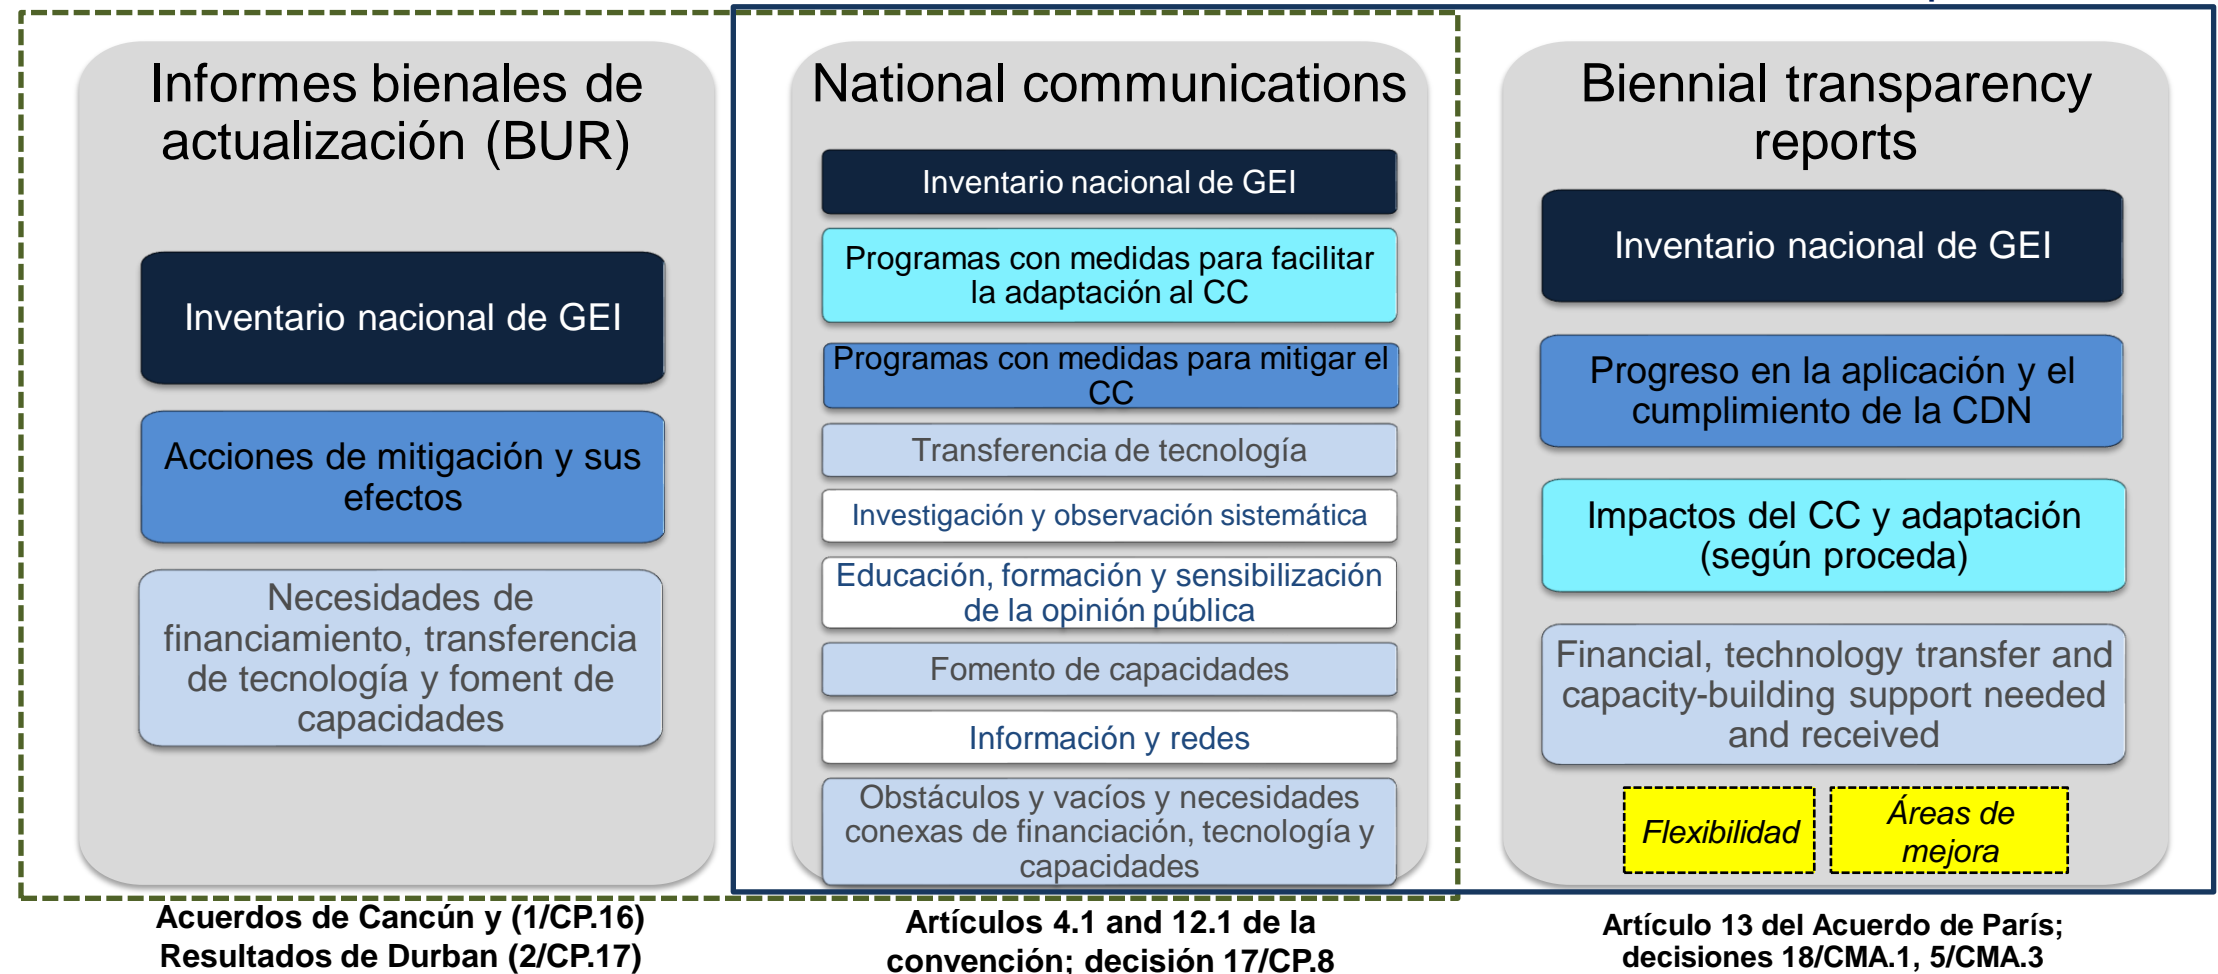 Informes bienales de
actualización (BUR)
Inventario nacional de GEI
Acciones de mitigación y sus
efectos
Necesidades de
financiamiento, transferencia
de tecnología y foment de
capacidades
Acuerdos de Cancún y (1/CP.16)
Resultados de Durban (2/CP.17)
National communications
Inventario nacional de GEI
Programas con medidas para facilitar
la adaptación al CC
Programas con medidas para mitigar el
CC
Transferencia de tecnología
Investigación y observación sistemática
Educación, formación y sensibilización
de la opinión pública
Fomento de capacidades
Información y redes
Obstáculos y vacíos y necesidades
conexas de financiación, tecnología y
capacidades
Artículos 4.1 and 12.1 de la
convención; decisión 17/CP.8
Biennial transparency
reports
Inventario nacional de GEI
Progreso en la aplicación y el
cumplimiento de la CDN
Impactos del CC y adaptación
(según proceda)
Financial, technology transfer and
capacity-building support needed
and received
Flexibilidad
Áreas de
mejora
Artículo 13 del Acuerdo de París;
decisiones 18/CMA.1, 5/CMA.3